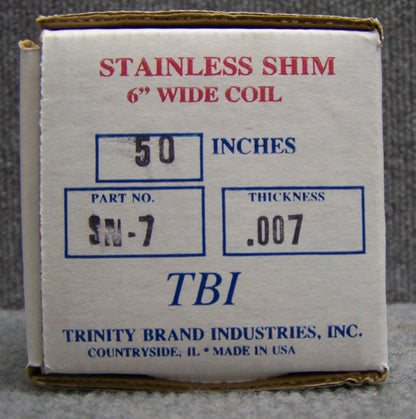 STAINLESS SHIM
6" WIDE COIL
50 INCHES
PART NO.
SN-7
THICKNESS
.007
TBI
TRINITY BRAND INDUSTRIES, INC.
COUNTRYSIDE, IL * MADE IN USA